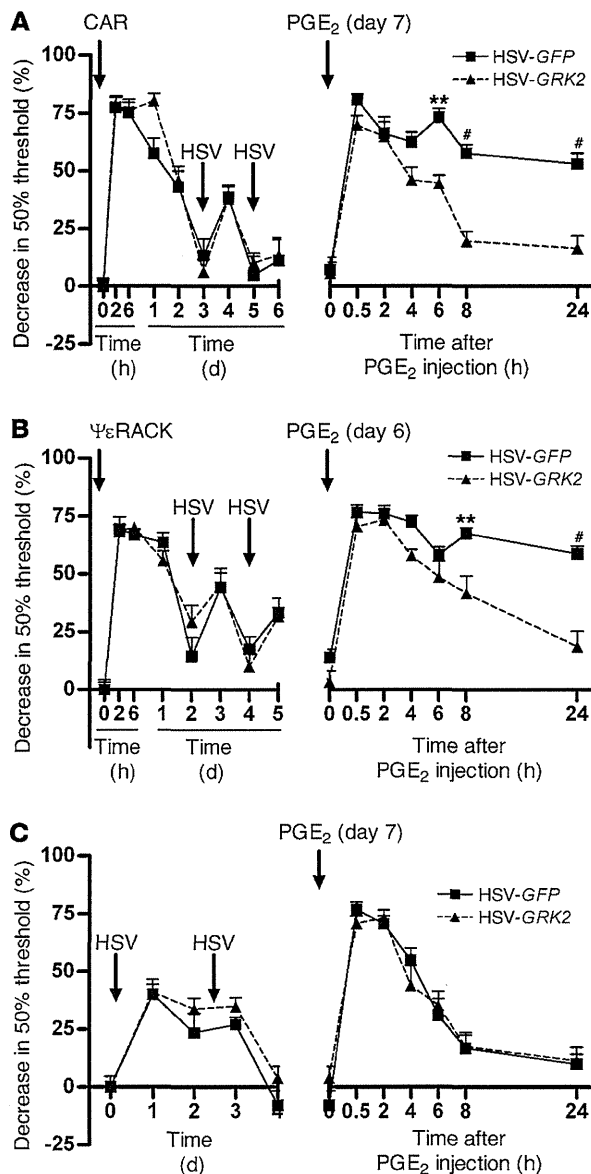 A
CAR
PGE2 (day 7)
HSV-GFP
HSV-GRK2
Decrease in 50% threshold (%)
100
75
50
25
0
-25
HSV HSV
** # #
0 2 6 1 2 3 4 5 6
Time (h)
Time (d)
0 0.5 2 4 6 8 24
Time after
PGE2 injection (h)
B
ΨεRACK
PGE2 (day 6)
HSV-GFP
HSV-GRK2
Decrease in 50% threshold (%)
100
75
50
25
0
-25
HSV HSV
** #
0 2 6 1 2 3 4 5
Time (h)
Time (d)
0 0.5 2 4 6 8 24
Time after
PGE2 injection (h)
C
PGE2 (day 7)
HSV-GFP
HSV-GRK2
Decrease in 50% threshold (%)
100
75
50
25
0
-25
HSV HSV
0 1 2 3
Time
(d)
0 0.5 2 4 6 8 24
Time after
PGE2 injection (h)